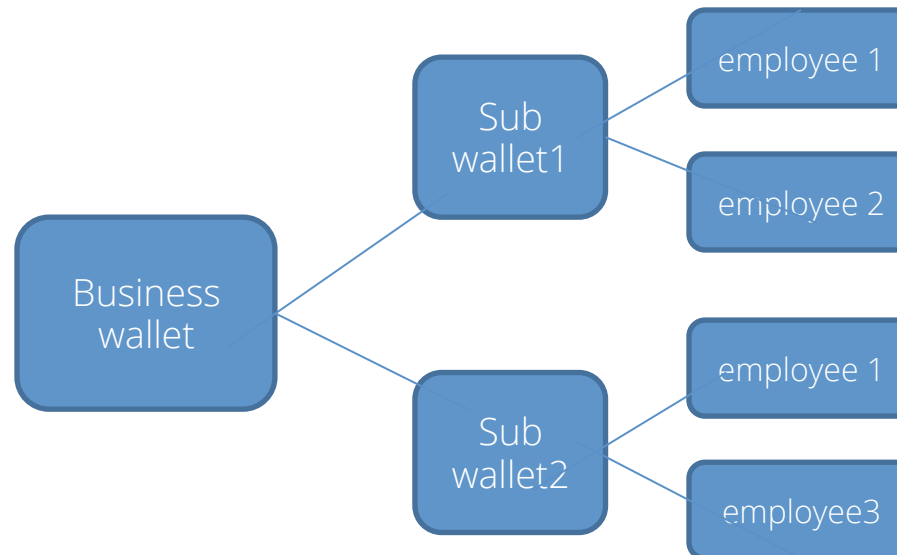 Business
wallet
Sub
wallet1
employee 1
employee 2
Sub
wallet2
employee 1
employee3